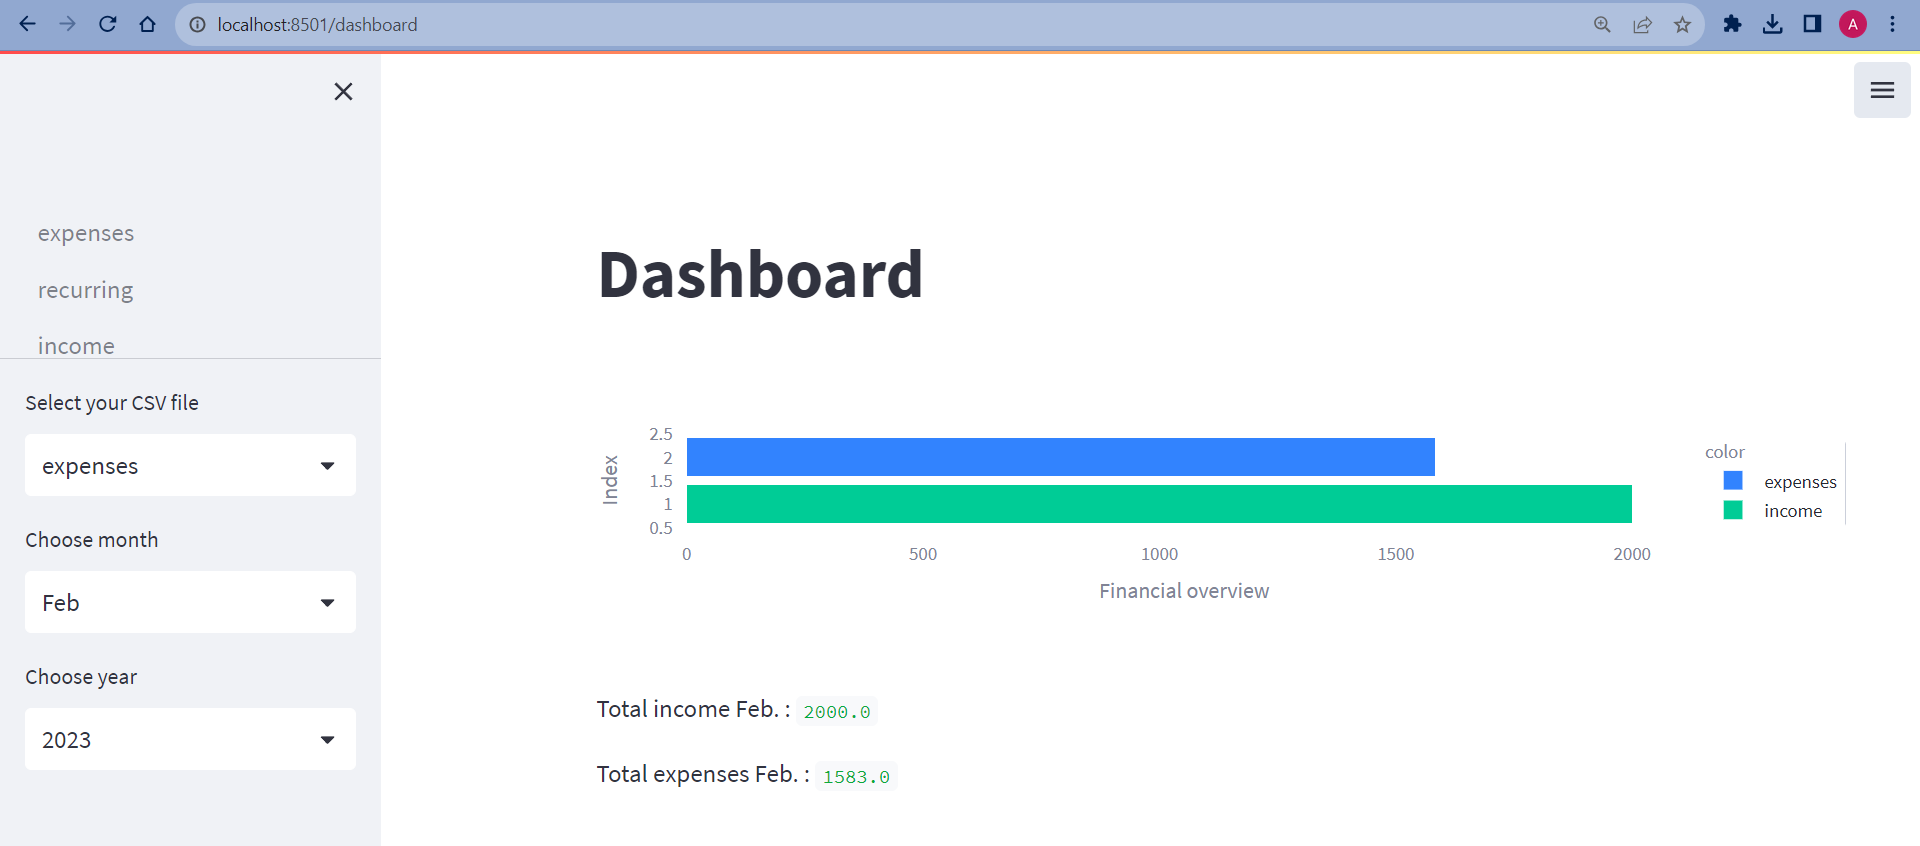 localhost:8501/dashboard
A
expenses
recurring
income
Select your CSV file
expenses
Choose month
Feb
Choose year
2023
Dashboard
Index
2.5
2
1.5
1
0.5
0 500 1000 1500 2000
Financial overview
color
expenses
income
Total income Feb. : 2000.0
Total expenses Feb. : 1583.0